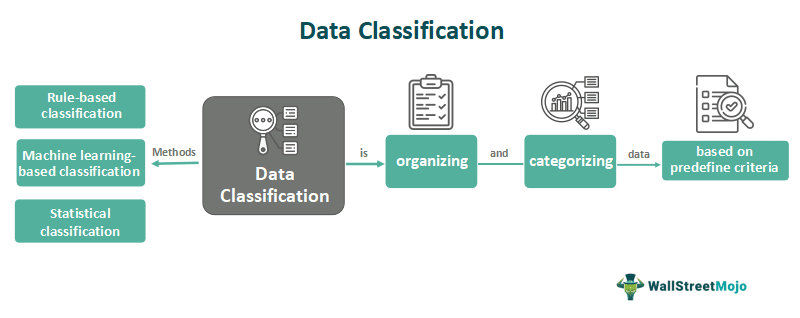 Data Classification
Rule-based
classification
Machine learning-
based classification
Statistical
classification
Methods
Data
Classification
is
organizing
and
categorizing
data
based on
predefine criteria
WallStreetMojo